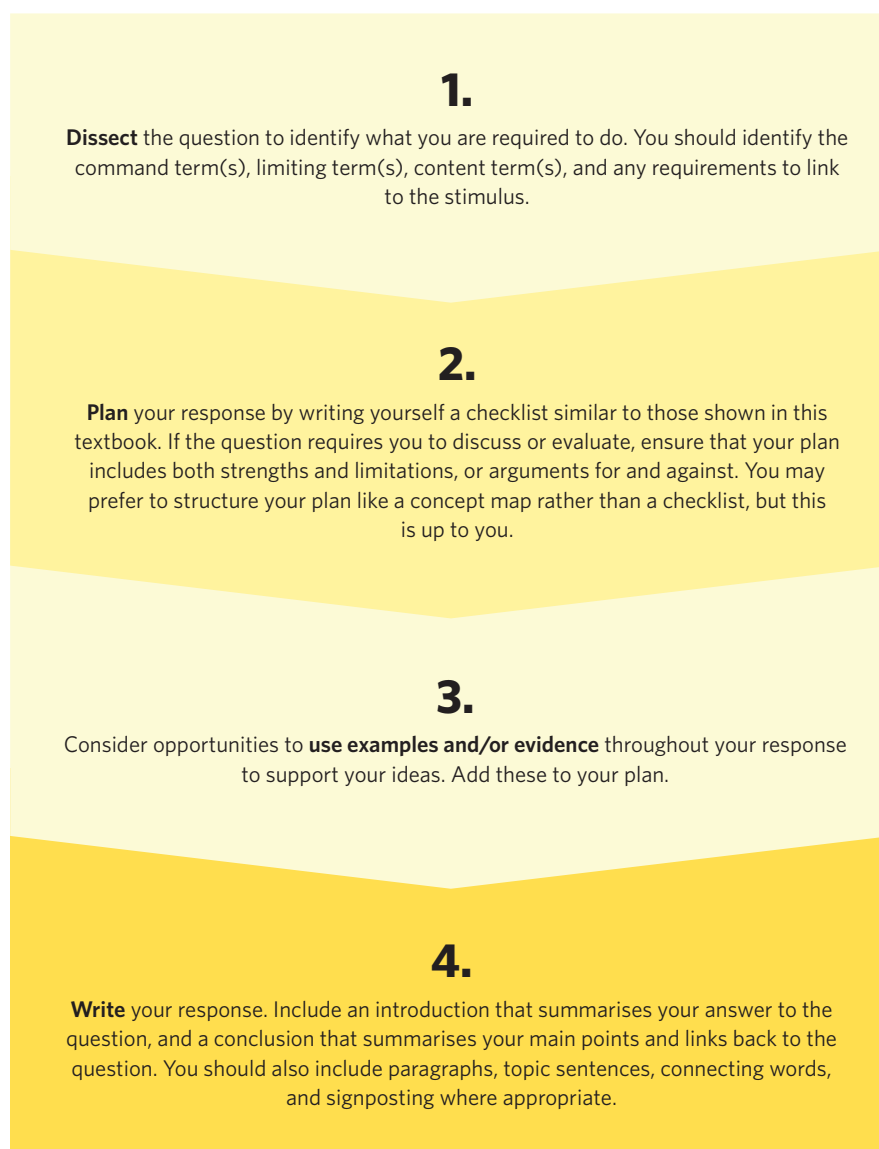 1.
Dissect the question to identify what you are required to do. You should identify the
command term(s), limiting term(s), content term(s), and any requirements to link
to the stimulus.
2.
Plan your response by writing yourself a checklist similar to those shown in this
textbook. If the question requires you to discuss or evaluate, ensure that your plan
includes both strengths and limitations, or arguments for and against. You may
prefer to structure your plan like a concept map rather than a checklist, but this
is up to you.
3.
Consider opportunities to use examples and/or evidence throughout your response
to support your ideas. Add these to your plan.
4.
Write your response. Include an introduction that summarises your answer to the
question, and a conclusion that summarises your main points and links back to the
question. You should also include paragraphs, topic sentences, connecting words,
and signposting where appropriate.